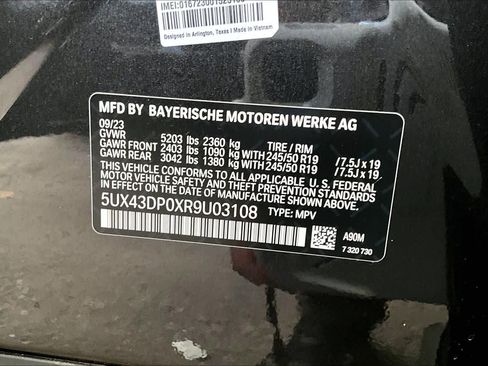 Designed in Arlington, Texas | Made in Vietnam
MFD BY BAYERISCHE MOTOREN WERKE AG
09/23
GVWR 5203 lbs 2360 kg TIRE / RIM
GAWR FRONT 2403 lbs 1090 kg WITH 245/50 R19 /7.5J x 19
GAWR REAR 3042 lbs 1380 kg WITH 245/50 R19 /7.5J x 19
THIS VEHICLE CONFORMS TO ALL APPLICABLE U. S. FEDERAL
MOTOR VEHICLE SAFETY AND THEFT PREVENTION STANDARDS
IN EFFECT ON THE DATE OF MANUFACTURE SHOWN ABOVE.
5UX43DP0XR9U03108 TYPE: MPV
A90M
7 320 730